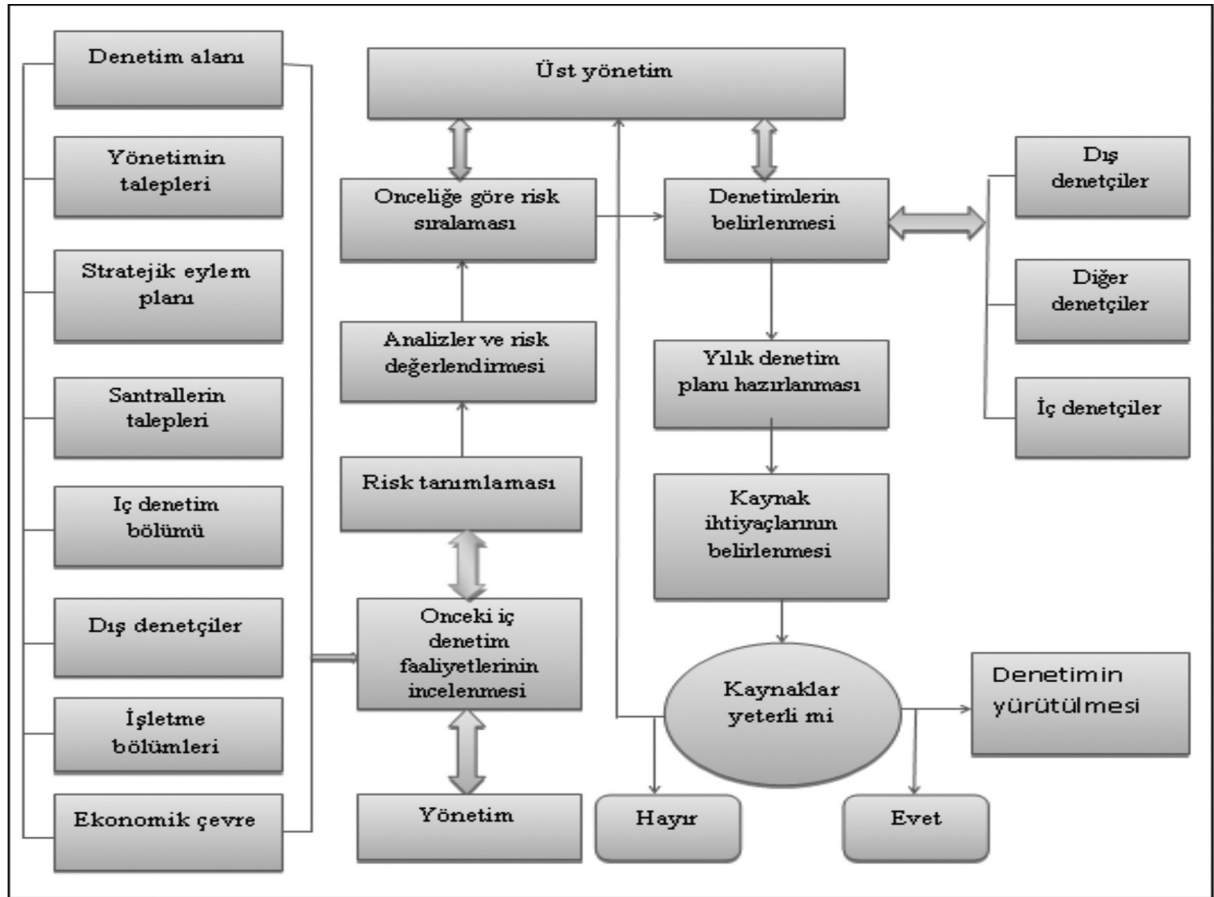 Denetim alanı
Yönetimin
talepleri
Stratejik eylem
planı
Santrallerin
talepleri
Iç denetim
bölümü
Dış denetçiler
İşletme
bölümleri
Ekonomik çevre
Üst yönetim
Onceliğe göre risk
sıralaması
Analizler ve risk
değerlendirmesi
Risk tanımlaması
Onceki iç
denetim
faaliyetlerinin
incelenmesi
Yönetim
Denetimlerin
belirlenmesi
Yılık denetim
planı hazırlanması
Kaynak
ihtiyaçlarının
belirlenmesi
Kaynaklar
yeterli mi
Hayır
Evet
Denetimin
yürütülmesi
Dış
denetçiler
Diğer
denetçiler
İç denetçiler